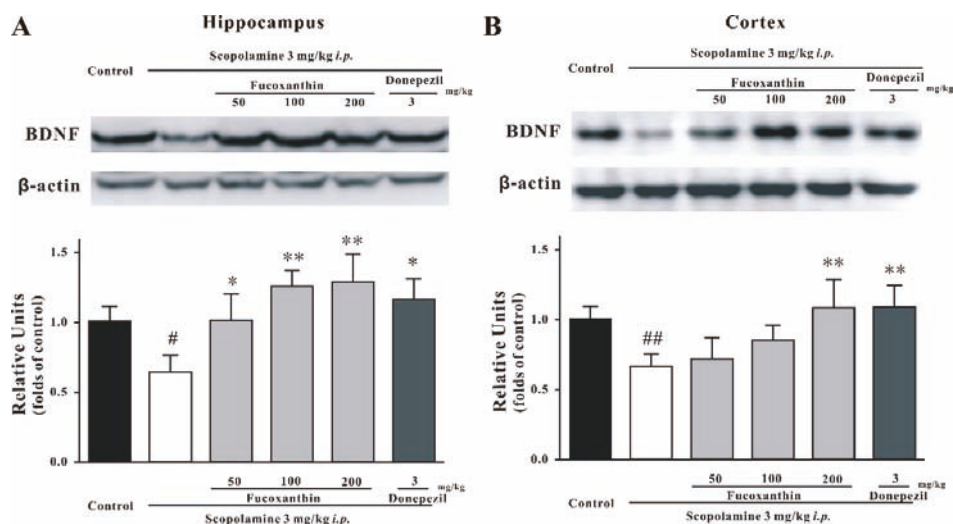 A
Hippocampus
Scopolamine 3 mg/kg i.p.
Control
Fucoxanthin
Donepezil
50
100
200
3
mg/kg
BDNF
β-actin
Relative Units
(folds of control)
1.5
1.0
0.5
0.0
#
*
**
**
*
50
100
200
3
mg/kg
Control
Fucoxanthin
Donepezil
Scopolamine 3 mg/kg i.p.
B
Cortex
Scopolamine 3 mg/kg i.p.
Control
Fucoxanthin
Donepezil
50
100
200
3
mg/kg
BDNF
β-actin
Relative Units
(folds of control)
1.5
1.0
0.5
0.0
##
**
**
50
100
200
3
mg/kg
Control
Fucoxanthin
Donepezil
Scopolamine 3 mg/kg i.p.